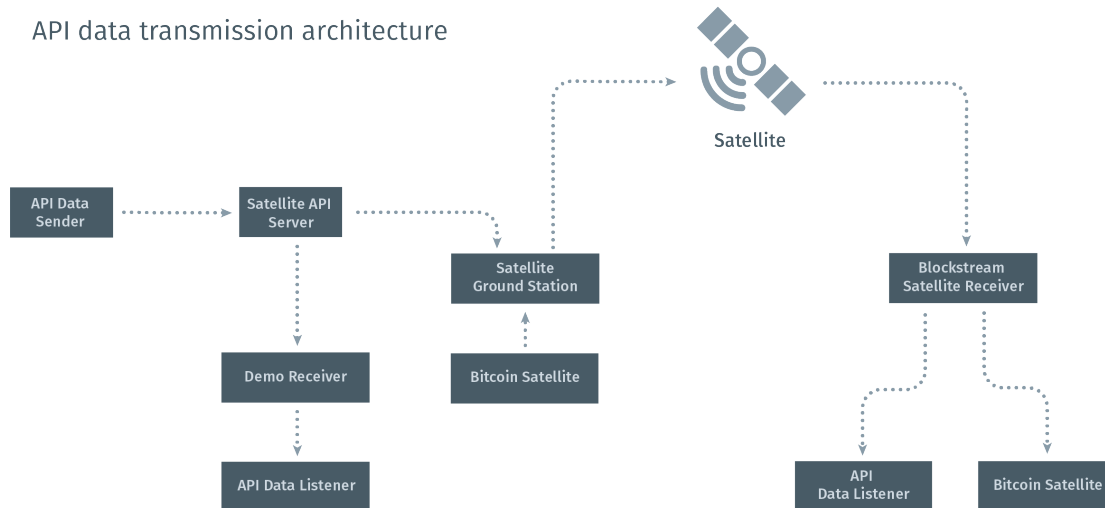 API data transmission architecture
Satellite
API Data
Sender
Satellite API
Server
Satellite
Ground Station
Blockstream
Satellite Receiver
Demo Receiver
Bitcoin Satellite
API Data Listener
API
Data Listener
Bitcoin Satellite